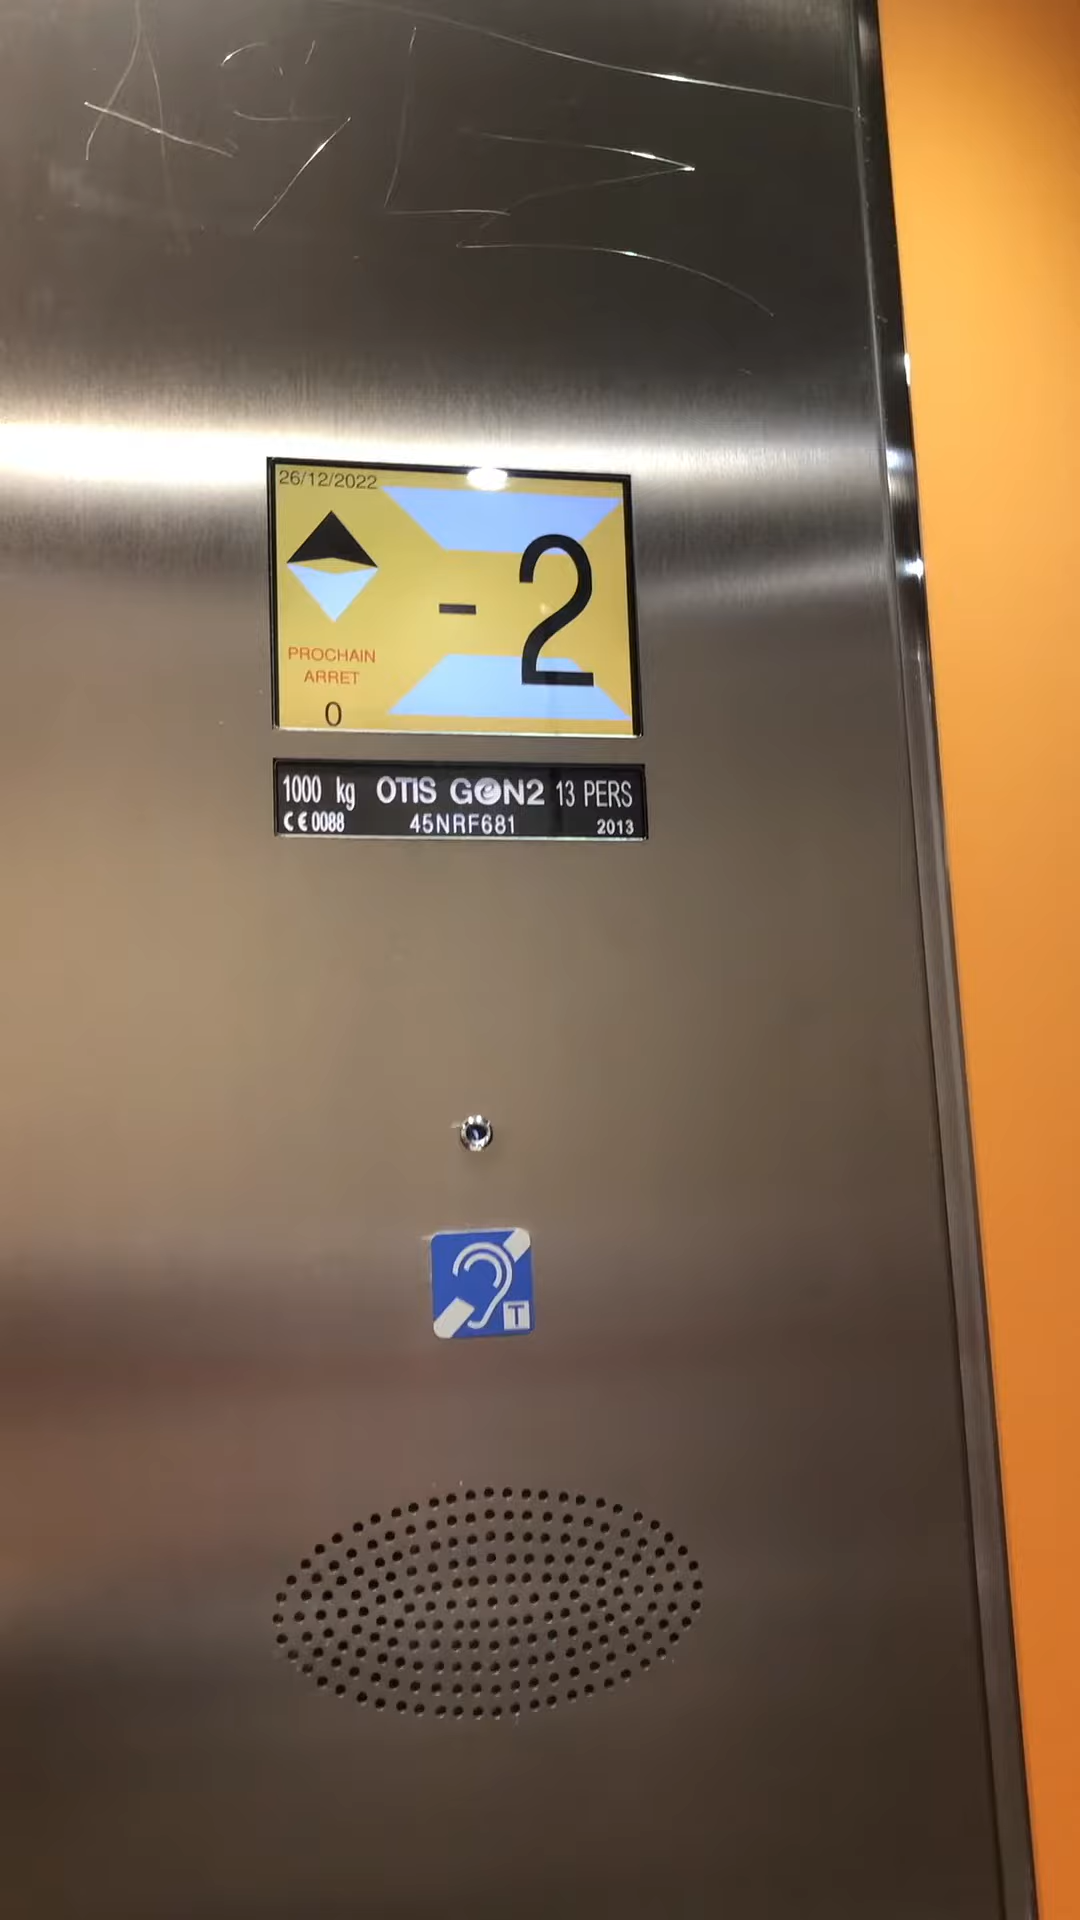 26/12/2022
- 2
PROCHAIN
ARRET
0
1000 kg OTIS GeN2 13 PERS
CE 0088 45NRF681 2013
T